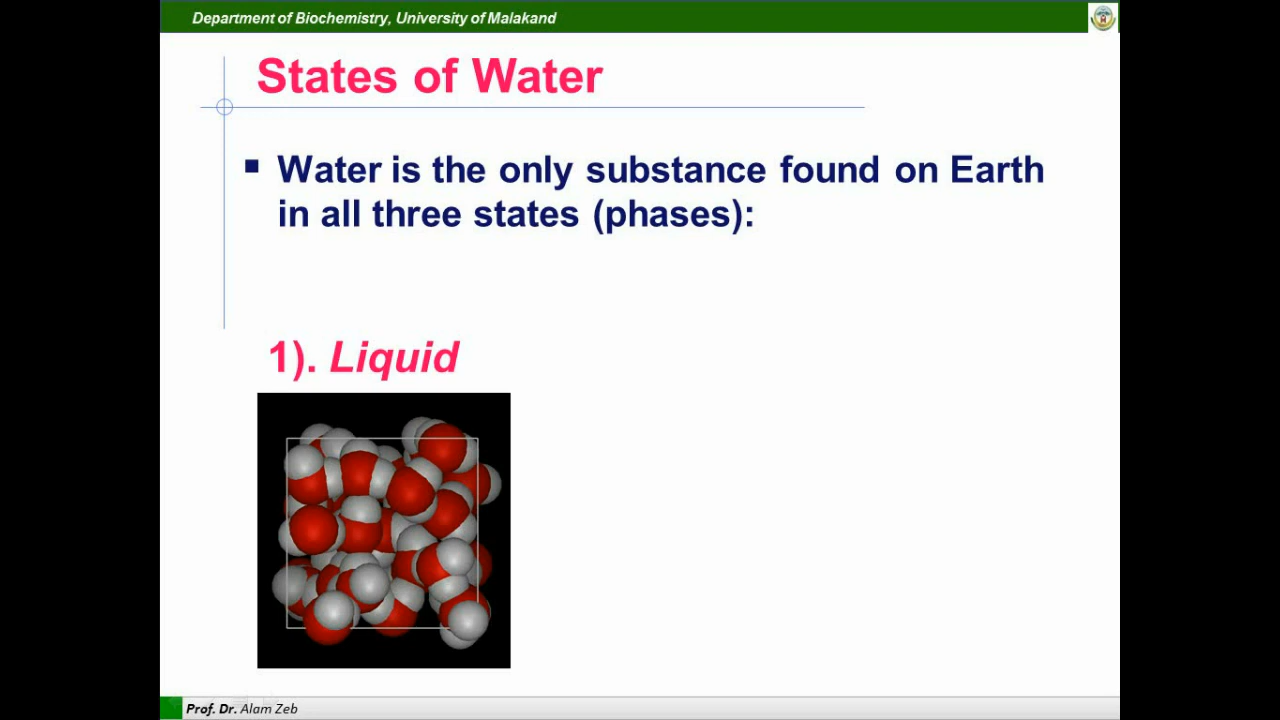 Department of Biochemistry, University of Malakand
States of Water
Water is the only substance found on Earth
in all three states (phases):
1). Liquid
Prof. Dr. Alam Zeb